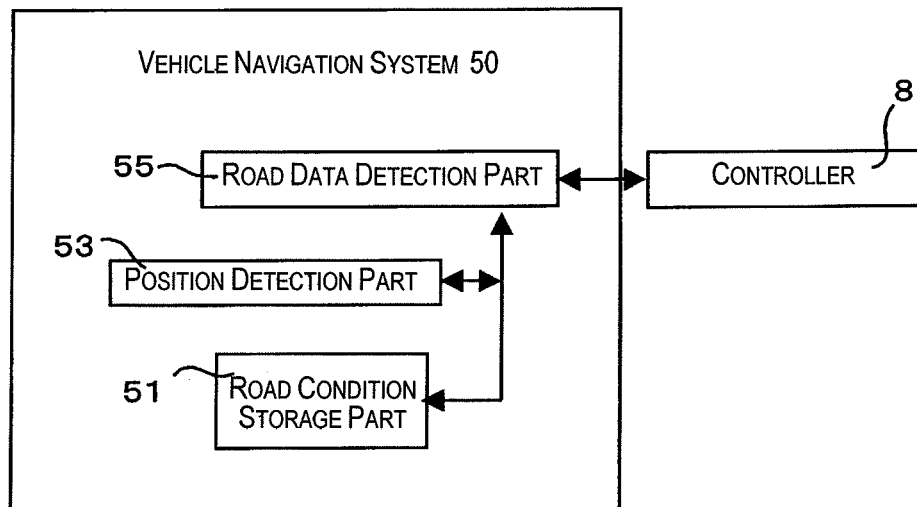 VEHICLE NAVIGATION SYSTEM 50
8
55
ROAD DATA DETECTION PART
CONTROLLER
53
POSITION DETECTION PART
51
ROAD CONDITION
STORAGE PART